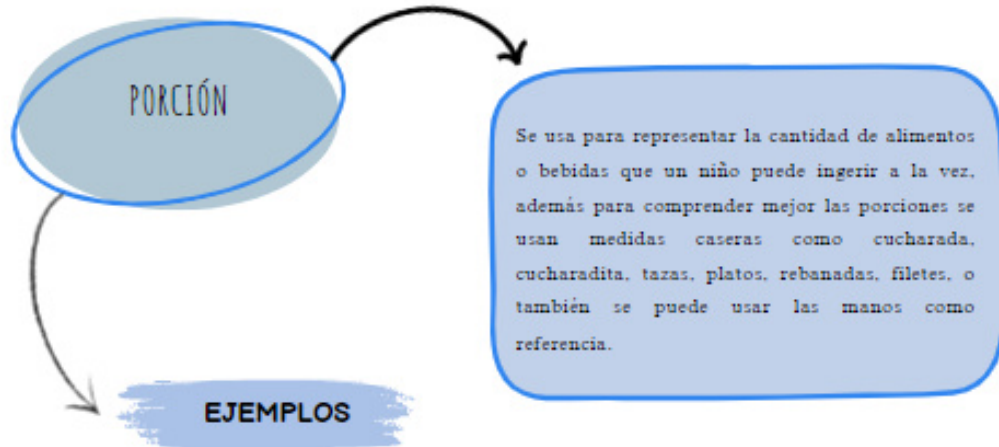 PORCIÓN
Se usa para representar la cantidad de alimentos
o bebidas que un niño puede ingerir a la vez,
además para comprender mejor las porciones se
usan medidas caseras como cucharada,
cucharadita, tazas, platos, rebanadas, filetes, o
también se puede usar las manos como
referencia.
EJEMPLOS